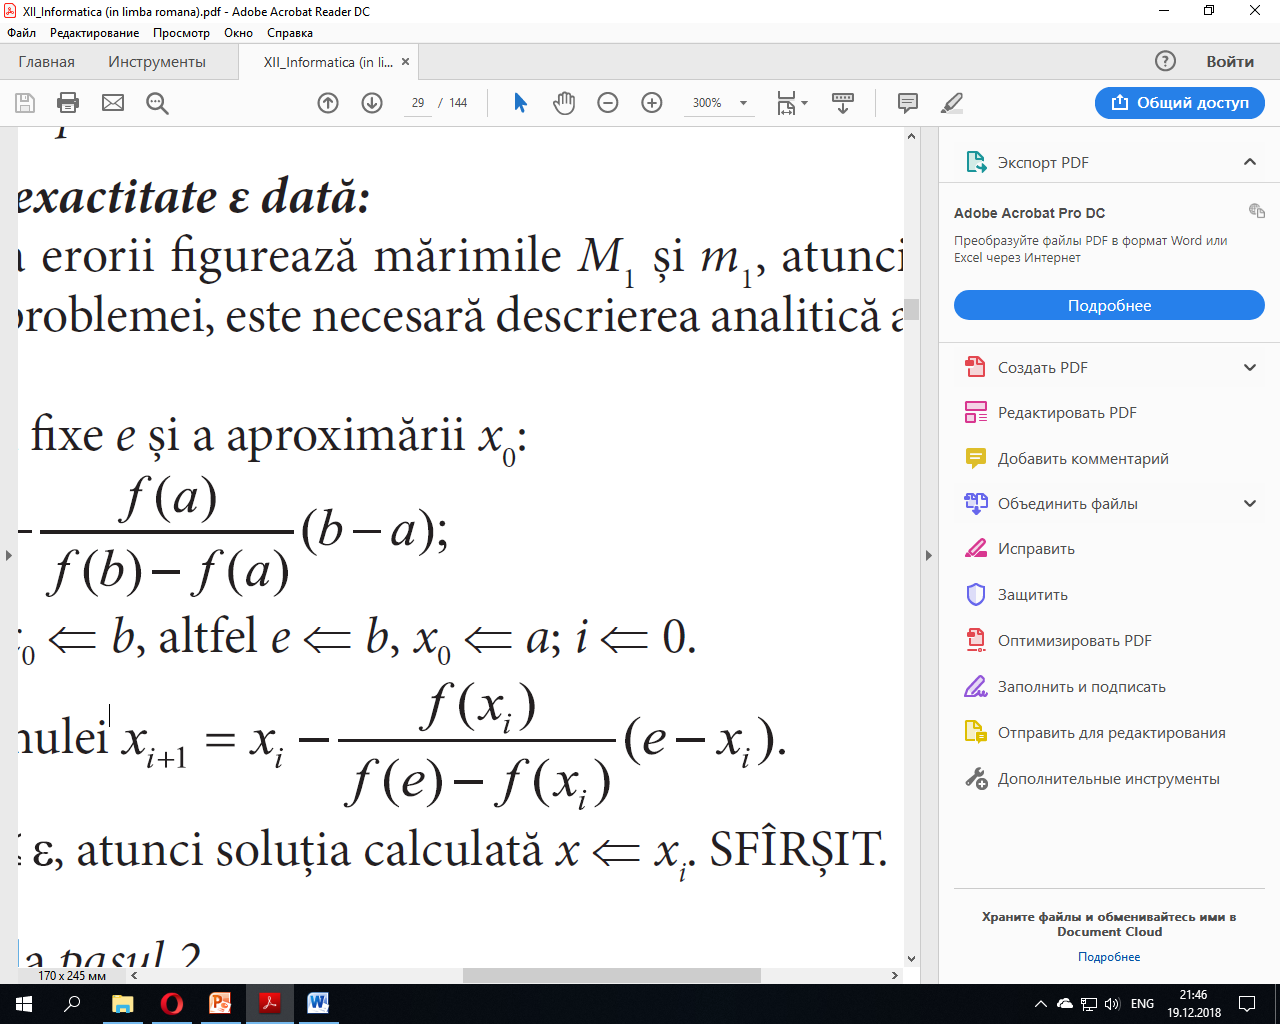 XII_Informatica (in limba romana).pdf - Adobe Acrobat Reader DC
Файл Редактирование Просмотр Окно Справка
Главная Инструменты XII_Informatica (in li... × ? Войти
29 / 144 300% Общий доступ
exactitate ε dată:
erorii figurează mărimile M₁ și m₁, atunci
problemei, este necesară descrierea analitică a
fixe e și a aproximării x₀:
f(a)
− ——— (b − a);
f(b) − f(a)
x₀ ⇐ b, altfel e ⇐ b, x₀ ⇐ a; i ⇐ 0.
f(xᵢ)
xᵢ₊₁ = xᵢ − ——— (e − xᵢ).
f(e) − f(xᵢ)
ε, atunci soluția calculată x ⇐ xᵢ. SFÎRȘIT.
pasul 2
170 x 245 мм
Экспорт PDF
Adobe Acrobat Pro DC
Преобразуйте файлы PDF в формат Word или
Excel через Интернет
Подробнее
Создать PDF
Редактировать PDF
Добавить комментарий
Объединить файлы
Исправить
Защитить
Оптимизировать PDF
Заполнить и подписать
Отправить для редактирования
Дополнительные инструменты
Храните файлы и обменивайтесь ими в
Document Cloud
Подробнее
ENG
21:46
19.12.2018